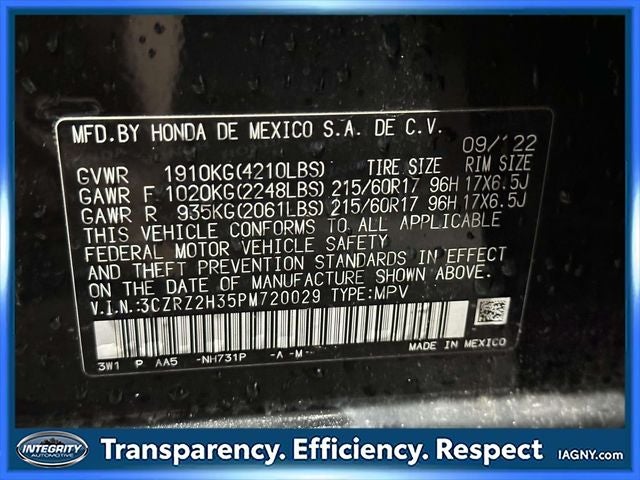 MFD.BY HONDA DE MEXICO S.A. DE C.V.
09/'22
GVWR 1910KG(4210LBS) TIRE SIZE RIM SIZE
GAWR F 1020KG(2248LBS) 215/60R17 96H 17X6.5J
GAWR R 935KG(2061LBS) 215/60R17 96H 17X6.5J
THIS VEHICLE CONFORMS TO ALL APPLICABLE
FEDERAL MOTOR VEHICLE SAFETY
AND THEFT PREVENTION STANDARDS IN EFFECT
ON THE DATE OF MANUFACTURE SHOWN ABOVE.
V.I.N:3CZRZ2H35PM720029 TYPE:MPV
3W1 P AA5 -NH731P -A -M-
MADE IN MEXICO
INTEGRITY
AUTOMOTIVE
Transparency. Efficiency. Respect
IAGNY.com